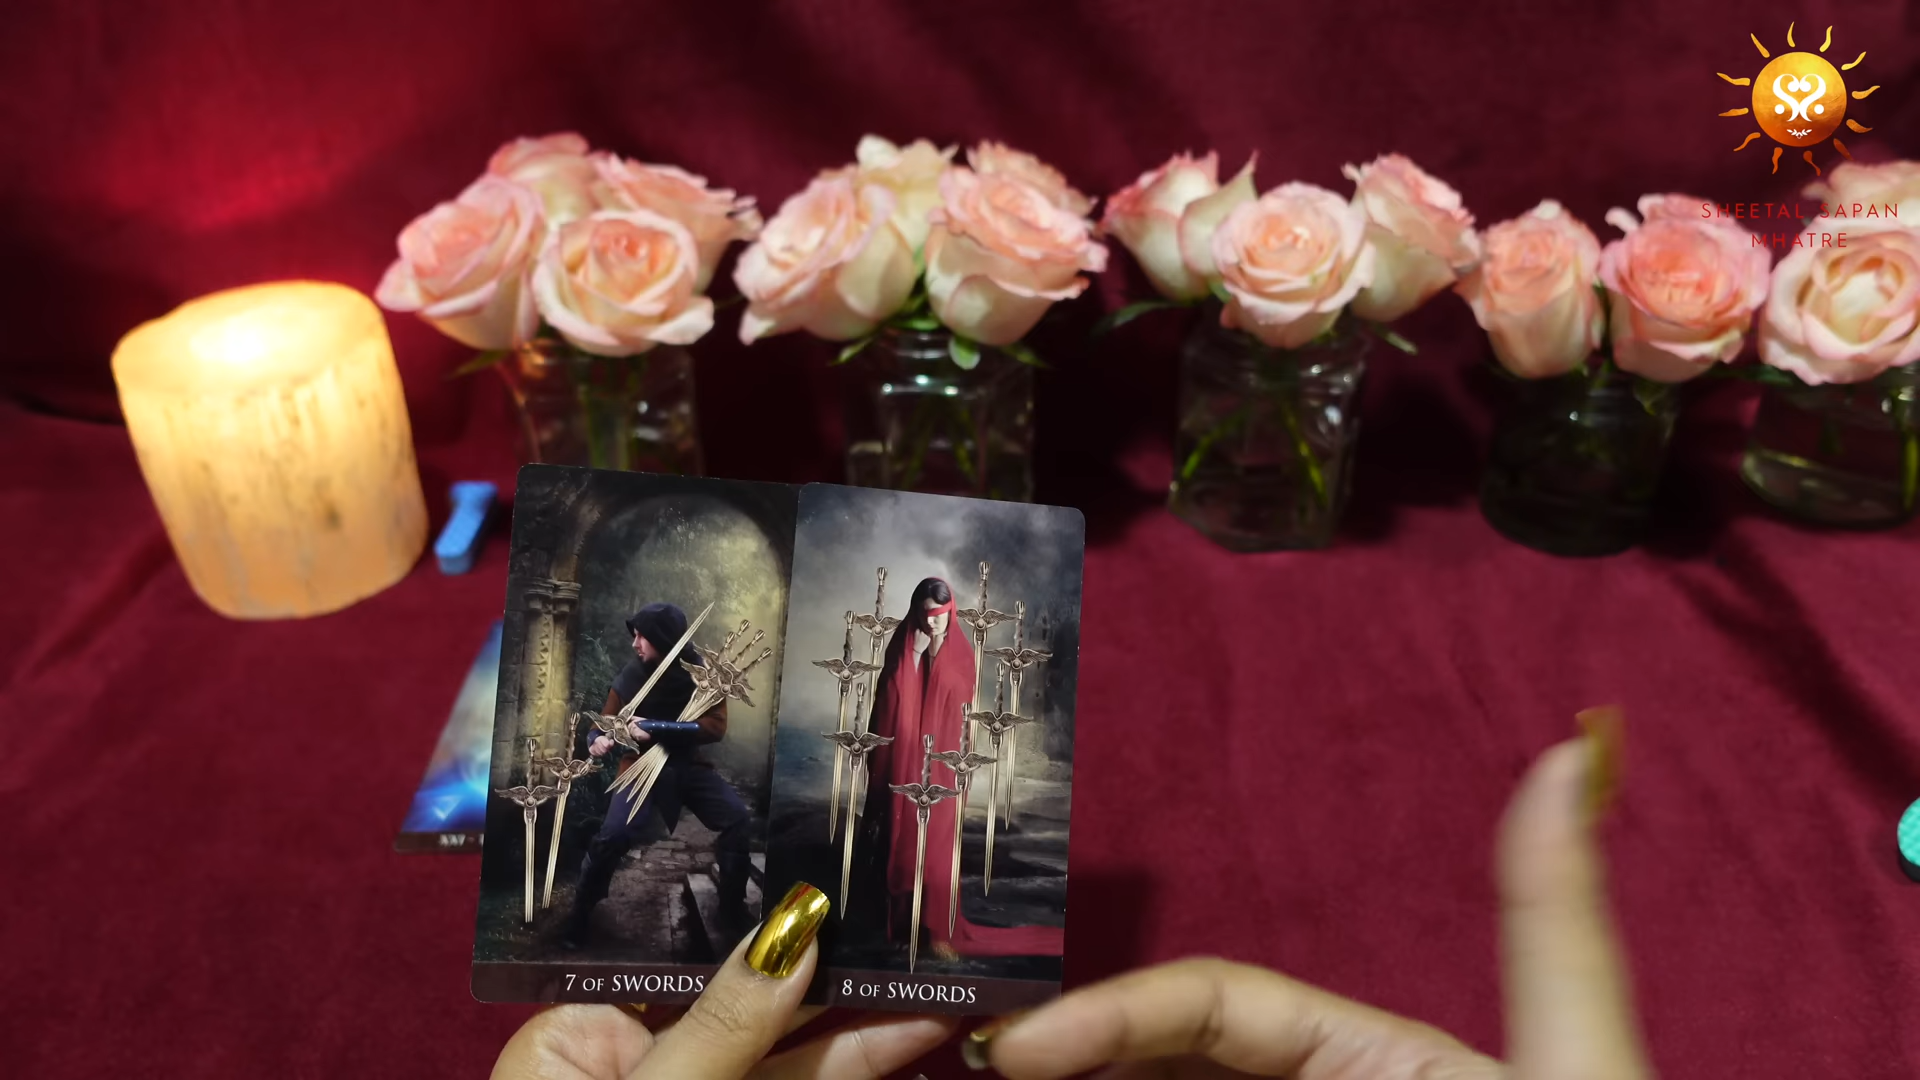 SHEETAL SAPAN
MHATRE
7 OF SWORDS
8 OF SWORDS